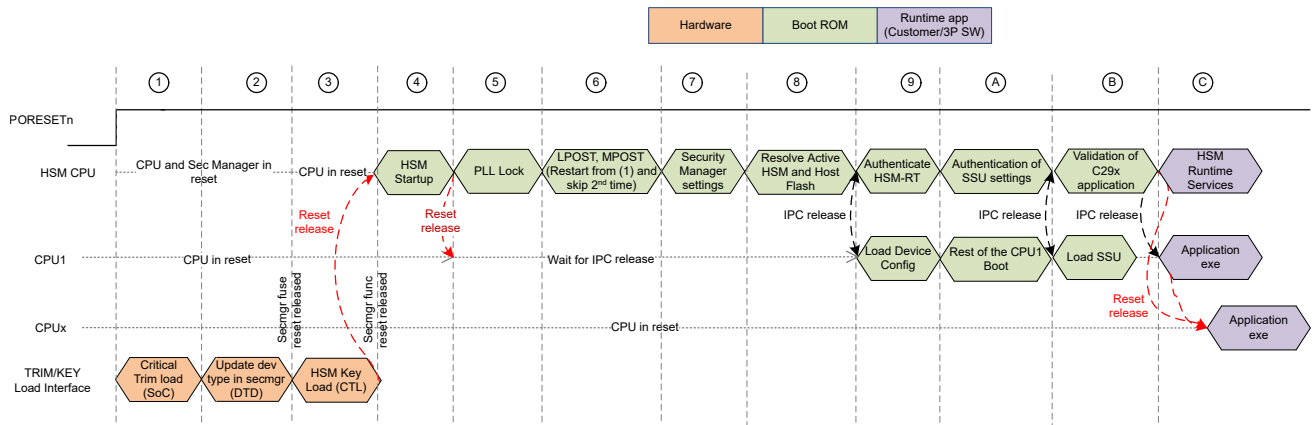 Hardware
Boot ROM
Runtime app
(Customer/3P SW)
1
2
3
4
5
6
7
8
9
A
B
C
PORESETn
HSM CPU
CPU and Sec Manager in
reset
CPU in reset
HSM
Startup
PLL Lock
LPOST, MPOST
(Restart from (1) and
skip 2nd time)
Security
Manager
settings
Resolve Active
HSM and Host
Flash
Authenticate
HSM-RT
Authentication of
SSU settings
Validation of
C29x
application
HSM
Runtime
Services
Reset
release
Reset
release
IPC release
IPC release
IPC release
CPU1
CPU in reset
Wait for IPC release
Load Device
Config
Rest of the CPU1
Boot
Load SSU
Application
exe
Secmgr fuse
reset released
Secmgr func
reset released
Reset
release
CPUx
CPU in reset
Application
exe
TRIM/KEY
Load Interface
Critical
Trim load
(SoC)
Update dev
type in secmgr
(DTD)
HSM Key
Load (CTL)